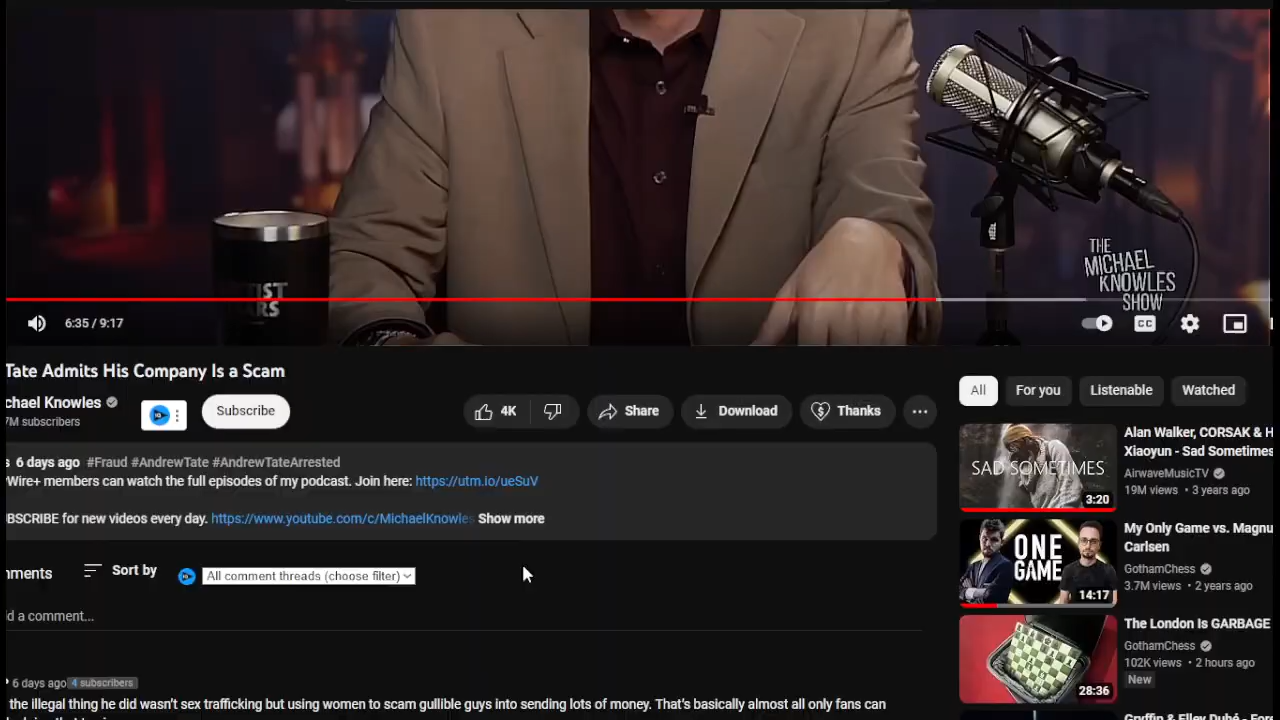 THE
MICHAEL
KNOWLES
SHOW
6:35 / 9:17
CC
Tate Admits His Company Is a Scam
chael Knowles
7M subscribers
Subscribe
4K
Share
Download
Thanks
s 6 days ago #Fraud #AndrewTate #AndrewTateArrested
Wire+ members can watch the full episodes of my podcast. Join here: https://utm.io/ueSuV
BSCRIBE for new videos every day. https://www.youtube.com/c/MichaelKnowles Show more
nments
Sort by
All comment threads (choose filter)
d a comment...
6 days ago 4 subscribers
the illegal thing he did wasn't sex trafficking but using women to scam gullible guys into sending lots of money. That's basically almost all only fans can
All
For you
Listenable
Watched
SAD SOMETIMES
3:20
Alan Walker, CORSAK & H
Xiaoyun - Sad Sometimes
AirwaveMusicTV
19M views • 3 years ago
ONE
GAME
14:17
My Only Game vs. Magnu
Carlsen
GothamChess
3.7M views • 2 years ago
28:36
The London Is GARBAGE
GothamChess
102K views • 2 hours ago
New